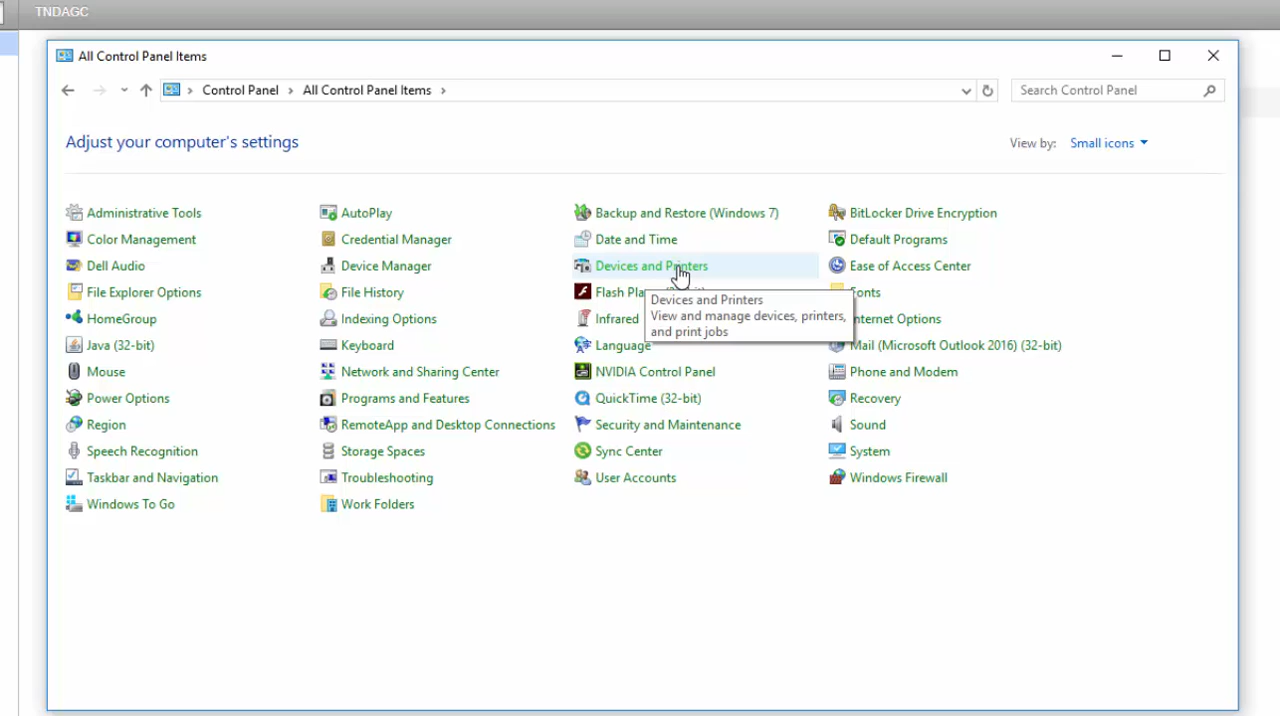 TNDAGC
All Control Panel Items
Control Panel All Control Panel Items
Search Control Panel
Adjust your computer's settings
View by: Small icons
Administrative Tools AutoPlay Backup and Restore (Windows 7) BitLocker Drive Encryption
Color Management Credential Manager Date and Time Default Programs
Dell Audio Device Manager Devices and Printers Ease of Access Center
File Explorer Options File History Flash Fonts
Devices and Printers
View and manage devices, printers,
and print jobs
HomeGroup Indexing Options Infrared Internet Options
Java (32-bit) Keyboard Language Mail (Microsoft Outlook 2016) (32-bit)
Mouse Network and Sharing Center NVIDIA Control Panel Phone and Modem
Power Options Programs and Features QuickTime (32-bit) Recovery
Region RemoteApp and Desktop Connections Security and Maintenance Sound
Speech Recognition Storage Spaces Sync Center System
Taskbar and Navigation Troubleshooting User Accounts Windows Firewall
Windows To Go Work Folders